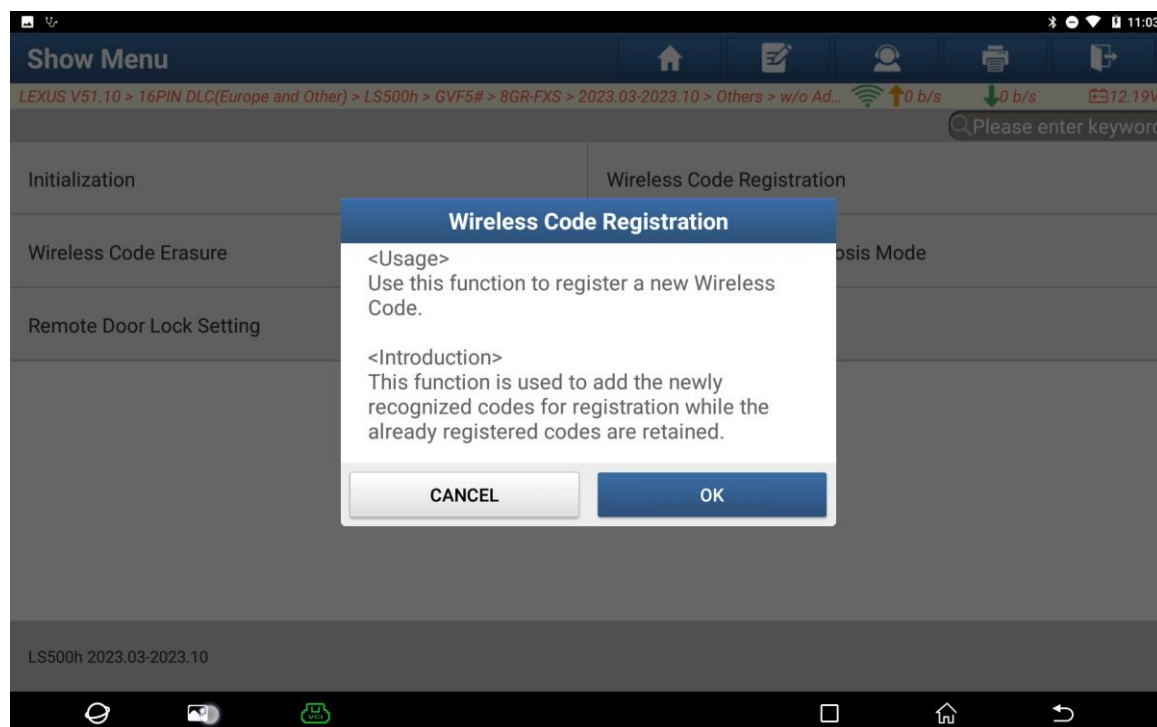 11:03
Show Menu
LEXUS V51.10 > 16PIN DLC(Europe and Other) > LS500h > GVF5# > 8GR-FXS > 2023.03-2023.10 > Others > w/o Ad... 0 b/s 0 b/s 12.19V
Please enter keyword
Initialization
Wireless Code Registration
Wireless Code Registration
Wireless Code Erasure
osis Mode
<Usage>
Use this function to register a new Wireless
Code.
Remote Door Lock Setting
<Introduction>
This function is used to add the newly
recognized codes for registration while the
already registered codes are retained.
CANCEL
OK
LS500h 2023.03-2023.10
VCI